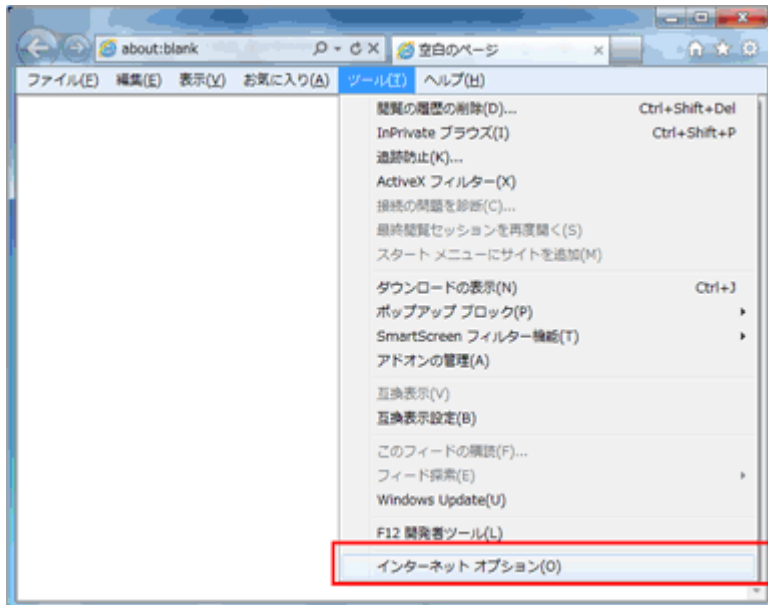 about:blank
空白のページ
ファイル(E) 編集(E) 表示(V) お気に入り(A) ツール(T) ヘルプ(H)
閲覧の履歴の削除(D)... Ctrl+Shift+Del
InPrivate ブラウズ(I) Ctrl+Shift+P
追跡防止(K)...
ActiveX フィルター(X)
接続の問題を診断(C)...
最終閲覧セッションを再度開く(S)
スタート メニューにサイトを追加(M)
ダウンロードの表示(N) Ctrl+J
ポップアップ ブロック(P)
SmartScreen フィルター機能(T)
アドオンの管理(A)
互換表示(V)
互換表示設定(B)
このフィードの購読(F)...
フィード探索(E)
Windows Update(U)
F12 開発者ツール(L)
インターネット オプション(O)